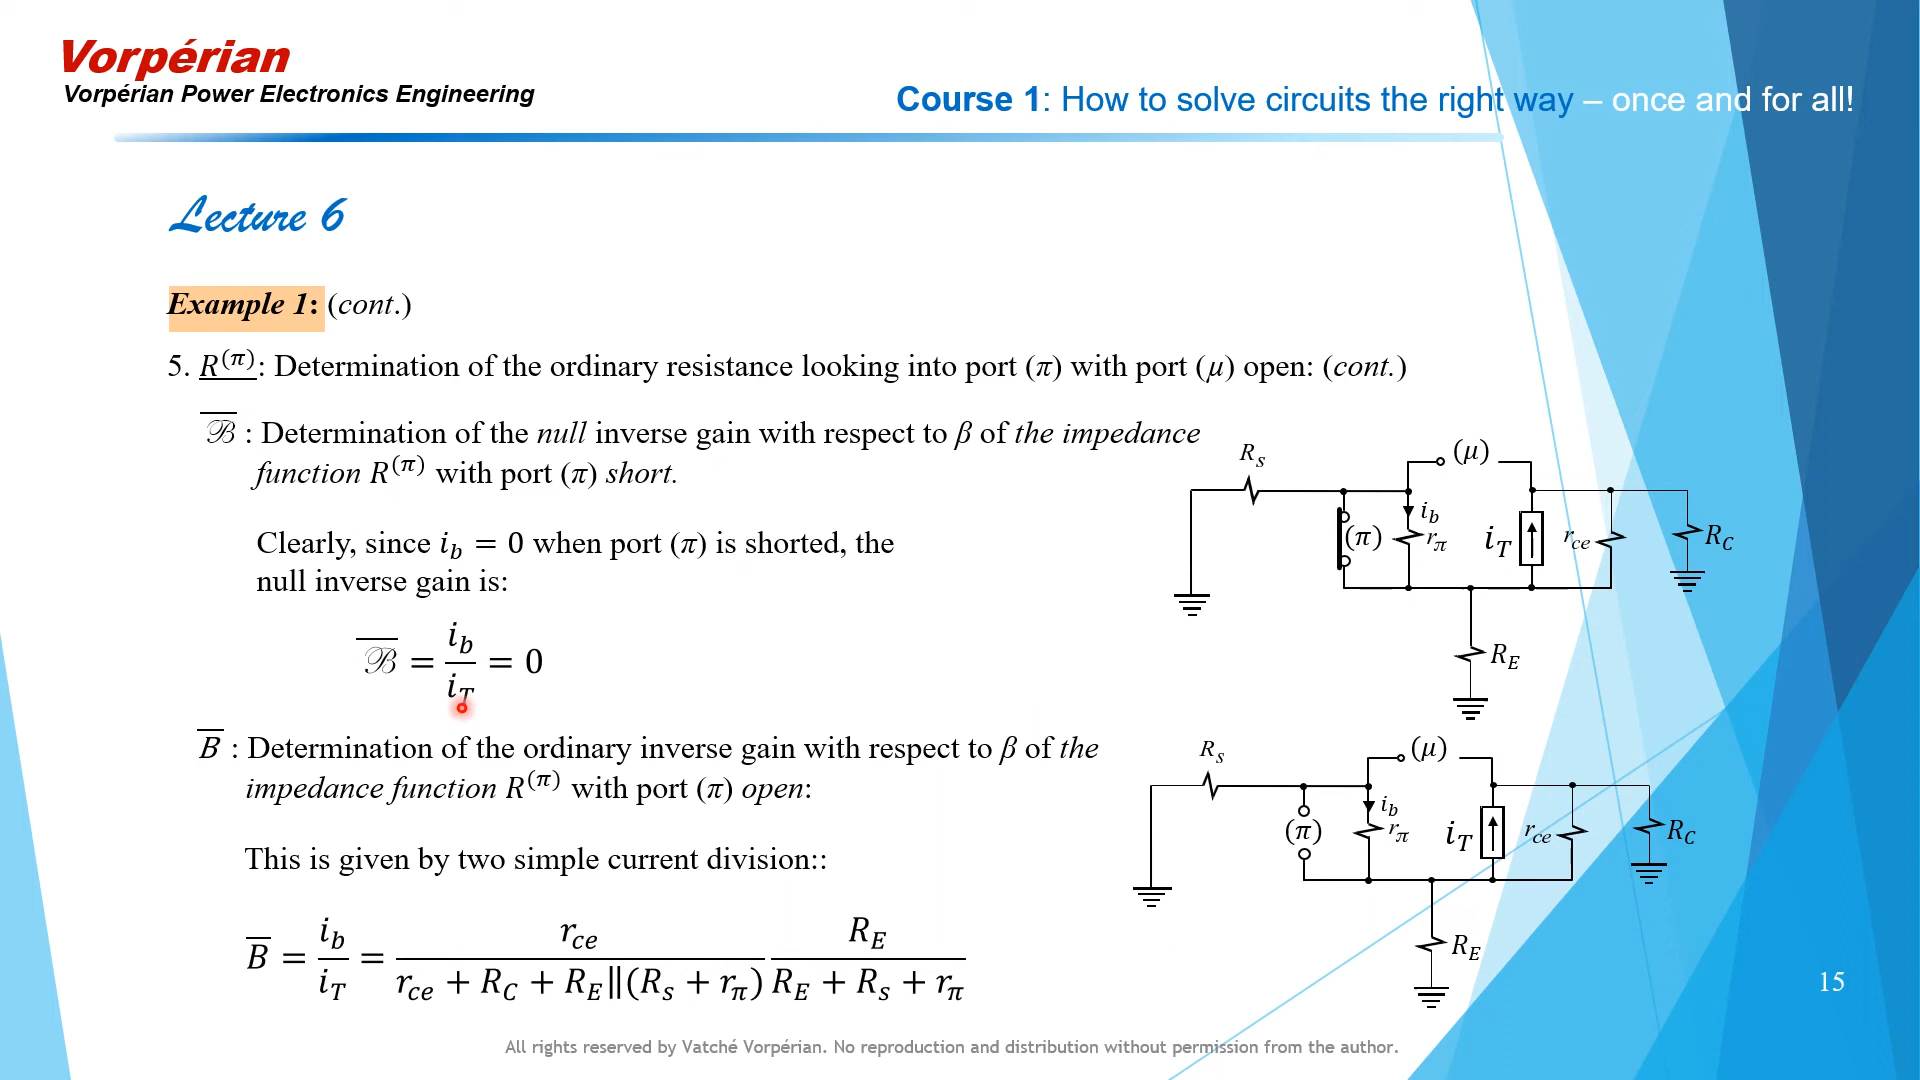 Vorpérian
Vorpérian Power Electronics Engineering
Course 1: How to solve circuits the right way – once and for all!
Lecture 6
Example 1: (cont.)
5. R^(π): Determination of the ordinary resistance looking into port (π) with port (μ) open: (cont.)
ℬ̅ : Determination of the null inverse gain with respect to β of the impedance
function R^(π) with port (π) short.
Clearly, since i_b = 0 when port (π) is shorted, the
null inverse gain is:
ℬ̅ = i_b / i_T = 0
R_s
(μ)
i_b
(π)
r_π
i_T
r_ce
R_C
R_E
B̅ : Determination of the ordinary inverse gain with respect to β of the
impedance function R^(π) with port (π) open:
This is given by two simple current division::
B̅ = i_b / i_T = r_ce / (r_ce + R_C + R_E‖(R_s + r_π)) R_E / (R_E + R_s + r_π)
R_s
(μ)
i_b
(π)
r_π
i_T
r_ce
R_C
R_E
15
All rights reserved by Vatché Vorpérian. No reproduction and distribution without permission from the author.